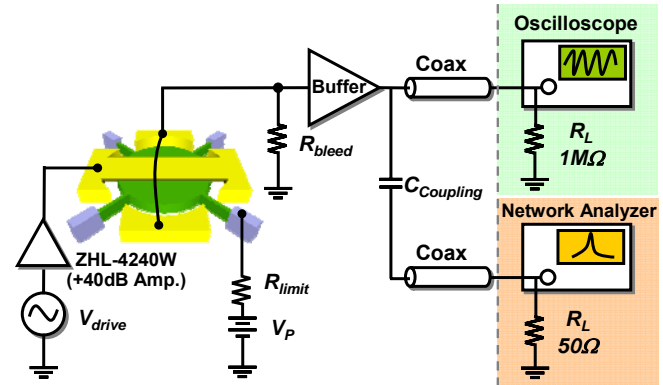 Oscilloscope
Coax
Buffer
R_L
1MΩ
R_bleed
C_Coupling
Network Analyzer
Coax
ZHL-4240W
(+40dB Amp.)
R_limit
V_drive
V_P
R_L
50Ω